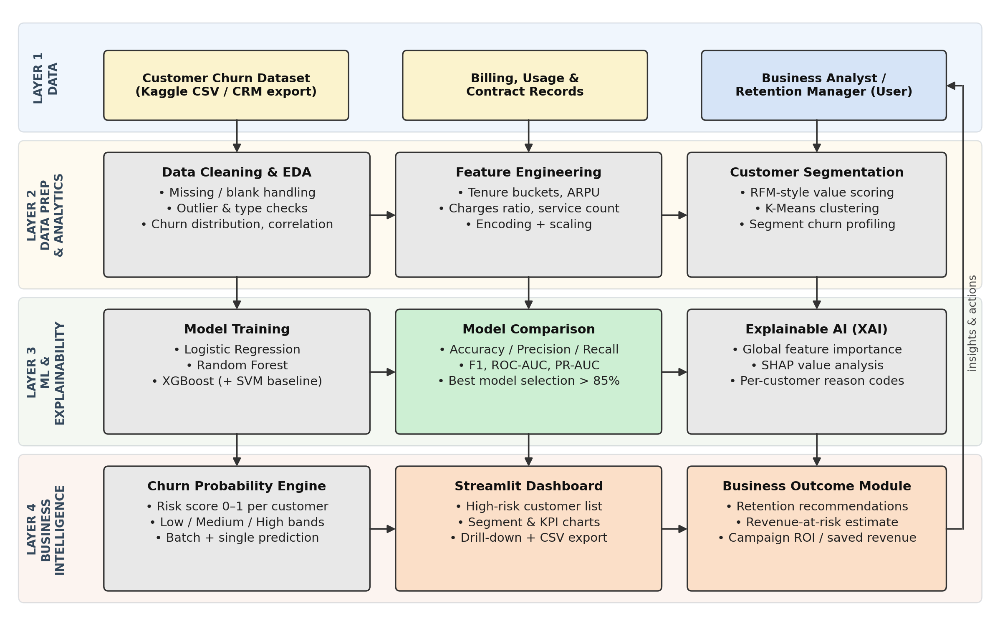 LAYER 1
DATA
Customer Churn Dataset
(Kaggle CSV / CRM export)
Billing, Usage &
Contract Records
Business Analyst /
Retention Manager (User)
LAYER 2
DATA PREP
& ANALYTICS
Data Cleaning & EDA
• Missing / blank handling
• Outlier & type checks
• Churn distribution, correlation
Feature Engineering
• Tenure buckets, ARPU
• Charges ratio, service count
• Encoding + scaling
Customer Segmentation
• RFM-style value scoring
• K-Means clustering
• Segment churn profiling
LAYER 3
ML &
EXPLAINABILITY
Model Training
• Logistic Regression
• Random Forest
• XGBoost (+ SVM baseline)
Model Comparison
• Accuracy / Precision / Recall
• F1, ROC-AUC, PR-AUC
• Best model selection > 85%
Explainable AI (XAI)
• Global feature importance
• SHAP value analysis
• Per-customer reason codes
insights & actions
LAYER 4
BUSINESS
INTELLIGENCE
Churn Probability Engine
• Risk score 0–1 per customer
• Low / Medium / High bands
• Batch + single prediction
Streamlit Dashboard
• High-risk customer list
• Segment & KPI charts
• Drill-down + CSV export
Business Outcome Module
• Retention recommendations
• Revenue-at-risk estimate
• Campaign ROI / saved revenue